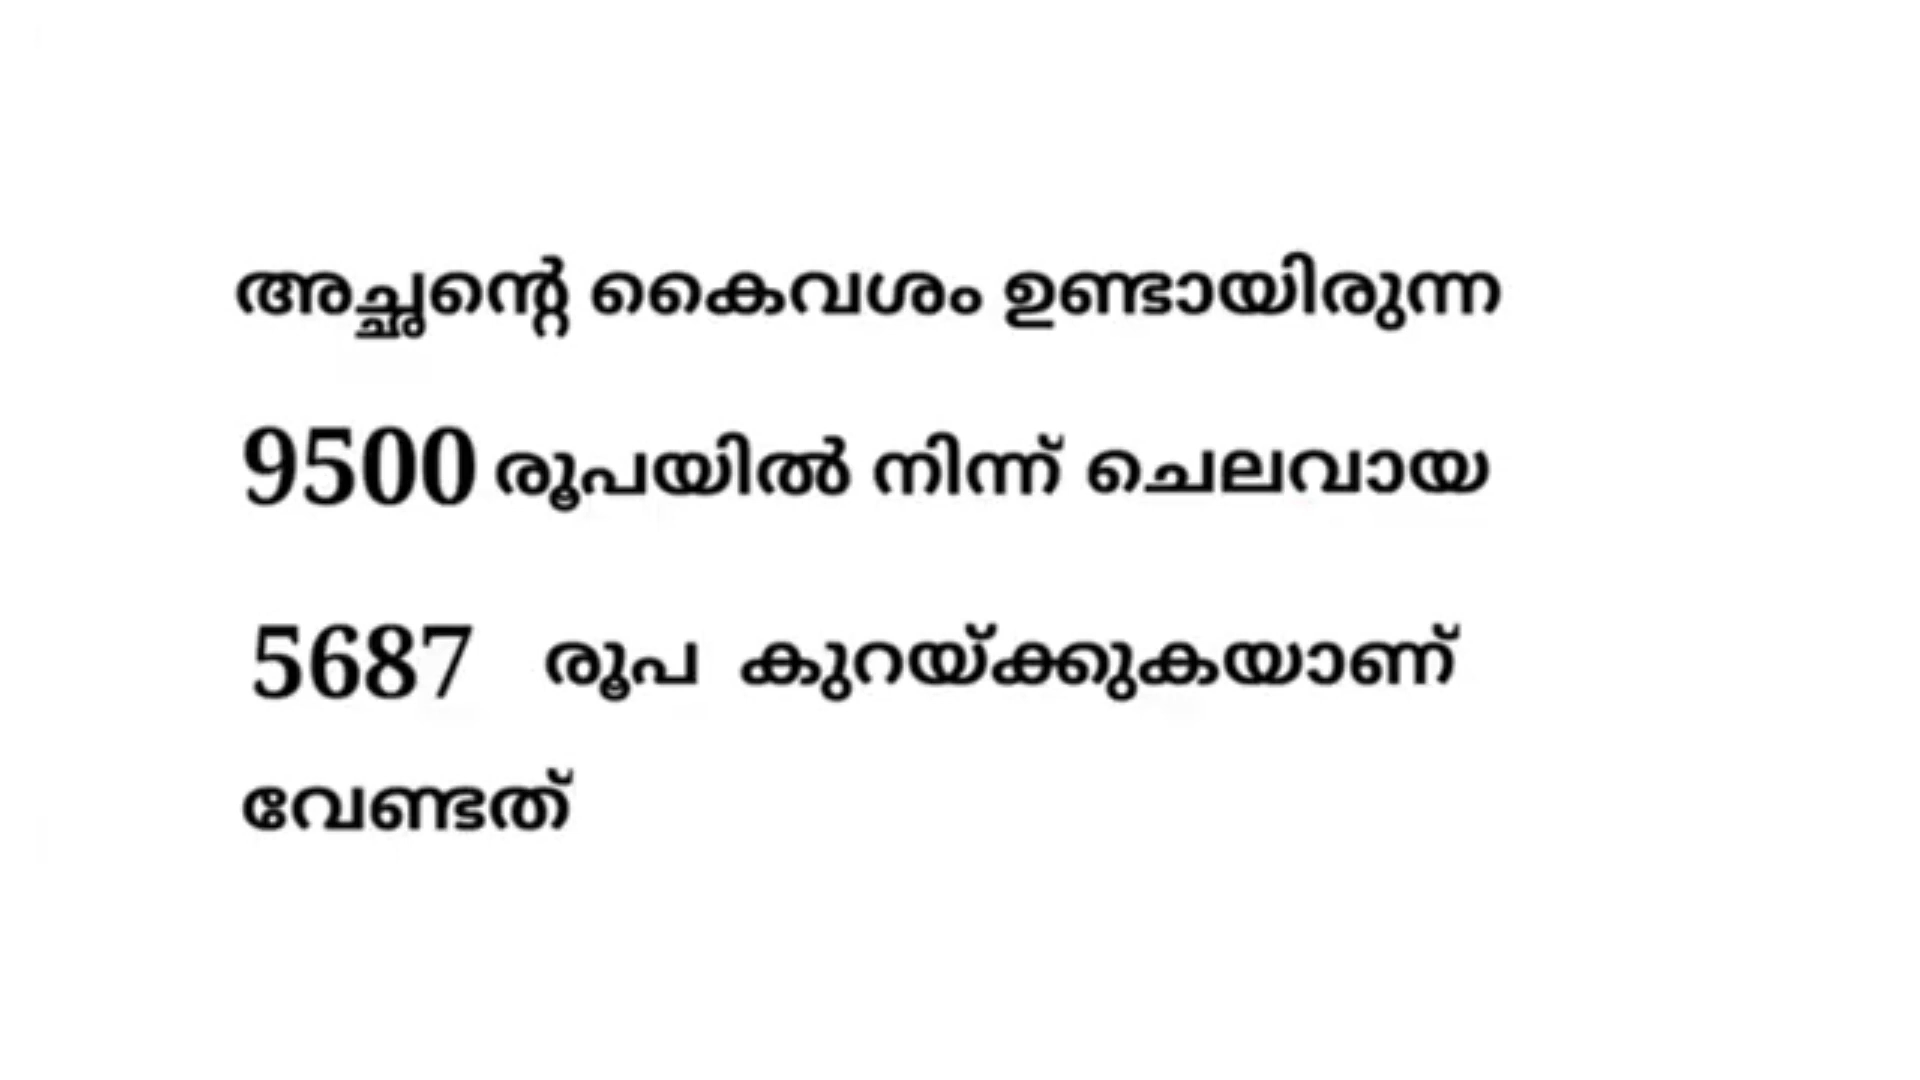 അച്ഛന്റെ കൈവശം ഉണ്ടായിരുന്ന
9500 രൂപയിൽ നിന്ന് ചെലവായ
5687 രൂപ കുറയ്ക്കുകയാണ്
വേണ്ടത്